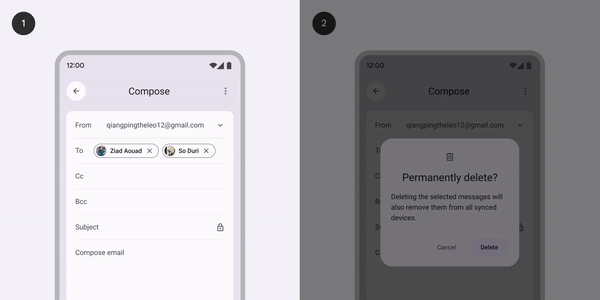 1
12:00
Compose
From qiangpingtheleo12@gmail.com
To Ziad Aouad So Duri
Cc
Bcc
Subject
Compose email
2
12:00
Compose
From qiangpingtheleo12@gmail.com
Permanently delete?
Deleting the selected messages will
also remove them from all synced
devices.
Cancel Delete